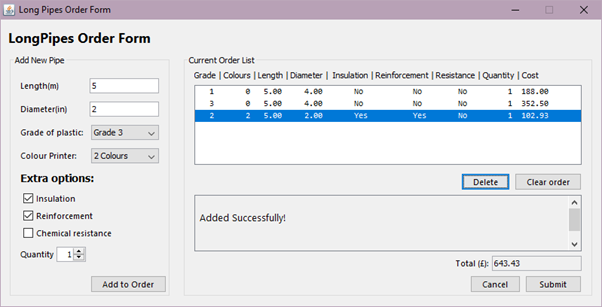 Long Pipes Order Form
LongPipes Order Form
Add New Pipe
Length(m) 5
Diameter(in) 2
Grade of plastic: Grade 3
Colour Printer: 2 Colours
Extra options:
Insulation
Reinforcement
Chemical resistance
Quantity 1
Add to Order
Current Order List
Grade | Colours | Length | Diameter | Insulation | Reinforcement | Resistance | Quantity | Cost
1 0 5.00 4.00 No No No 1 188.00
3 0 5.00 4.00 No No No 1 352.50
2 2 5.00 2.00 Yes Yes No 1 102.93
Delete Clear order
Added Successfully!
Total (£): 643.43
Cancel Submit